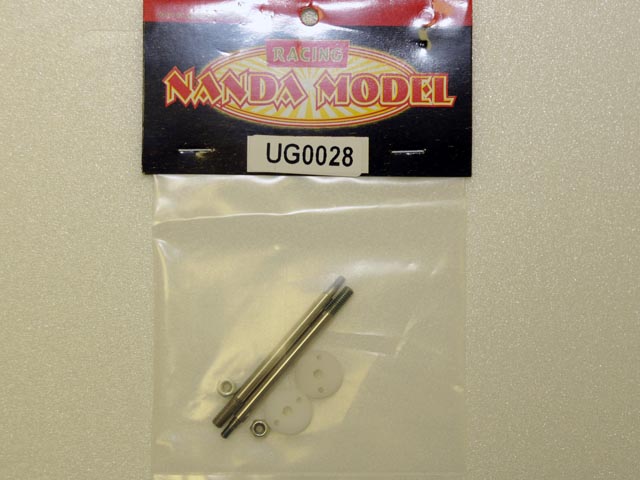 RACING
NANDA MODEL
UG0028